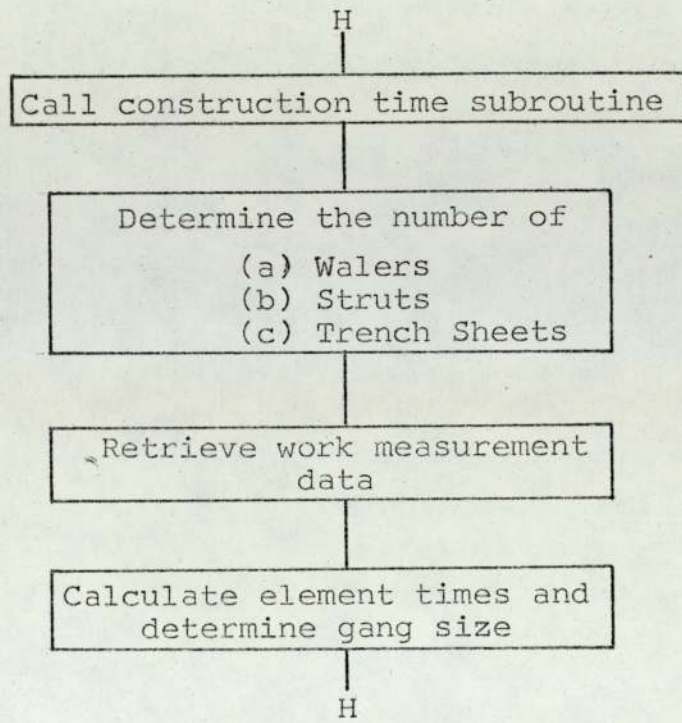 H
Call construction time subroutine
Determine the number of
(a) Walers
(b) Struts
(c) Trench Sheets
Retrieve work measurement
data
Calculate element times and
determine gang size
H